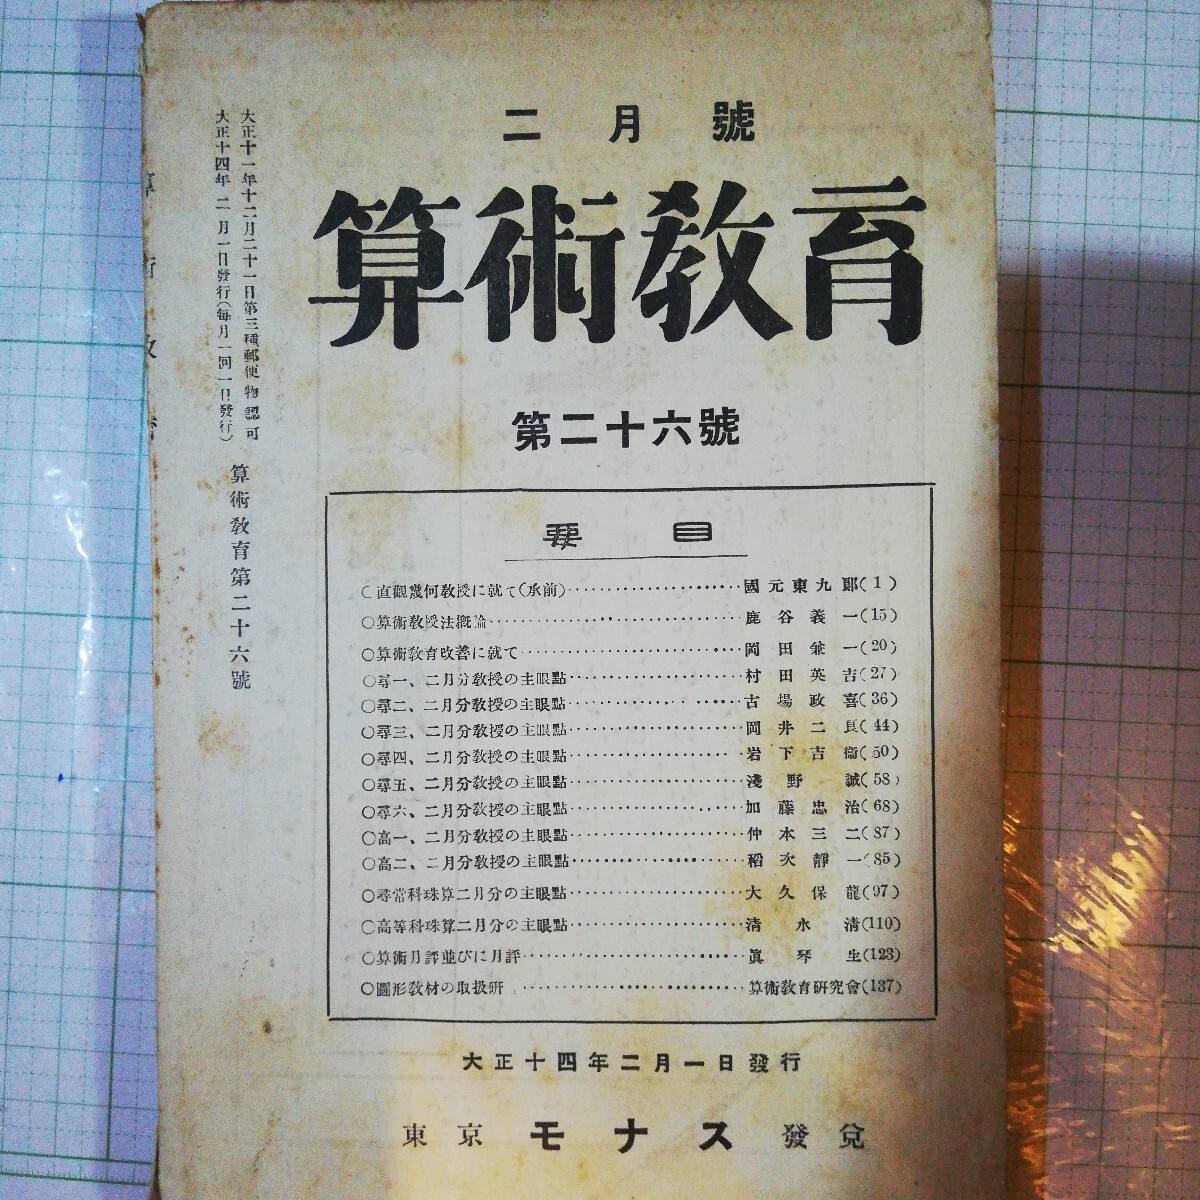 二月號
算術教育
第二十六號
要目
○直觀幾何教授に就て(承前)・・・國元東九郎(1)
○算術教授法概論・・・鹿谷義一(15)
○算術教育改善に就て・・・岡田兼一(20)
○尋一、二月分教授の主眼點・・・村田英吉(27)
○尋二、二月分教授の主眼點・・・古場政喜(36)
○尋三、二月分教授の主眼點・・・岡井二良(44)
○尋四、二月分教授の主眼點・・・岩下吉衞(50)
○尋五、二月分教授の主眼點・・・淺野誠(58)
○尋六、二月分教授の主眼點・・・加藤忠治(68)
○高一、二月分教授の主眼點・・・仲本三二(87)
○高二、二月分教授の主眼點・・・稻次靜一(85)
○尋常科珠算二月分の主眼點・・・大久保龍(97)
○高等科珠算二月分の主眼點・・・清水清(110)
○算術月評並びに月評・・・眞琴生(123)
○圖形教材の取扱研・・・算術教育研究會(137)
大正十四年二月一日發行
東京 モナス 發兌
大正十一年十二月二十一日第三種郵便物認可
大正十四年二月一日發行(每月一回一日發行)
算術教育第二十六號